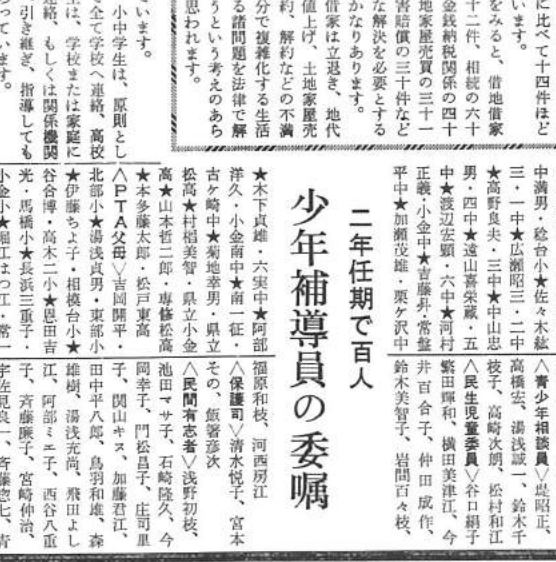 に比べて十四件ほど
います。
をみると、借地借家
十二件、相続の六十
金銭納税関係の四十
地家屋売買の三十一
害賠償の三十件など
な解決を必要とする
かなりあります。
借家は立退き、地代
値上げ、土地家屋売
約、解約などの不満
分で複雑化する生活
る諸問題を法律で解
うという考えのあら
思われます。
います。
小中学生は、原則とし
全て学校へ連絡、高校
生は、学校または家庭に
連絡、もしくは関係機関
引き継ぎ、指導しても
っています。
二年任期で百人
少年補導員の委嘱
中満男・稔台小★佐々木紘
三・一中★広瀬昭三・二中
★高野良夫・三中★中山忠
男・四中★遠山喜栄蔵・五
中★渡辺宏顕・六中★河村
正義・小金中★吉藤昇・常盤
平中★加瀬茂雄・栗ヶ沢中
★木下貞雄・六実中★阿部
洋久・小金南中★南一征・
古ヶ崎中★菊地幸男・県立
松高★村椙美智・県立小金
高★山本哲二郎・専修松高
★本多藤太郎・松戸東高
〈PTA父母〉吉岡開平・
北部小★湯浅貞男・東部小
★伊藤ちよ子・相模台小★
谷合博・高木二小★恩田吉
光・馬橋小★長浜三重子・
小金小★堀江はつ江・常一
〈青少年相談員〉堤昭正、
高橋宏、湯浅誠一、鈴木千
枝子、高崎次朗、松村和江
〈民生児童委員〉谷口絹子
繁田輝和、横田美津江、今
井百合子、仲田成作、
鈴木美智子、岩間百々枝、
福原和枝、河西房江
〈保護司〉清水悦子、宮本
その、飯箸彦次
〈民間有志者〉浅野初枝、
池田マサ子、石崎隆久、今
岡幸子、門松昌子、庄司里
子、関山キス、加藤君江、
田中平八郎、鳥羽和雄、森
雄樹、湯浅充尚、飛田よし
江、阿部ミエ子、西谷八重
子、斉藤廉子、宮崎伸治、
宇佐見良一、斉藤惣七、青